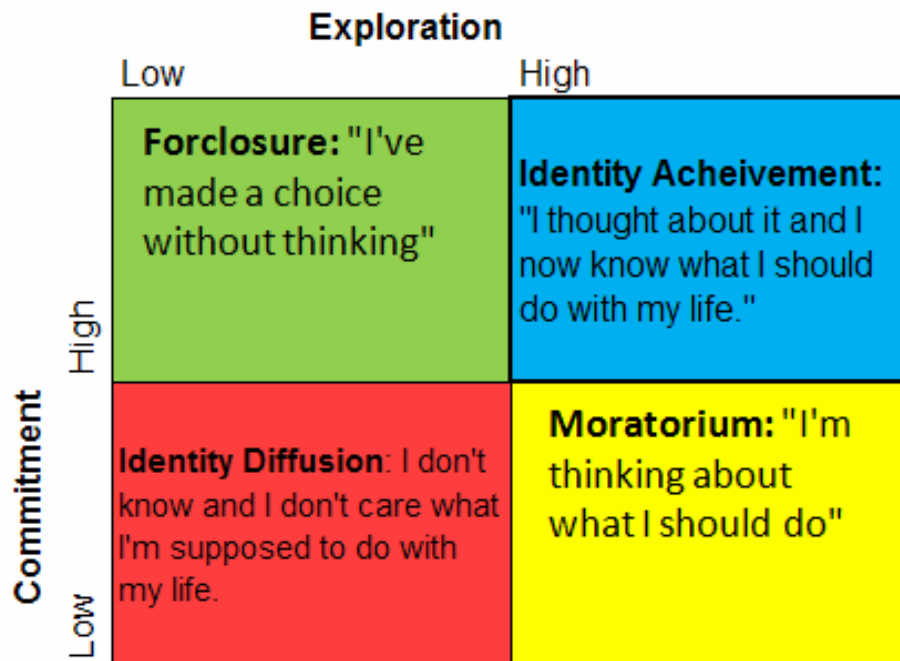 Exploration
Low High
Forclosure: "I've
made a choice
without thinking"
Identity Acheivement:
"I thought about it and I
now know what I should
do with my life."
High
Commitment
Low
Identity Diffusion: I don't
know and I don't care what
I'm supposed to do with
my life.
Moratorium: "I'm
thinking about
what I should do"